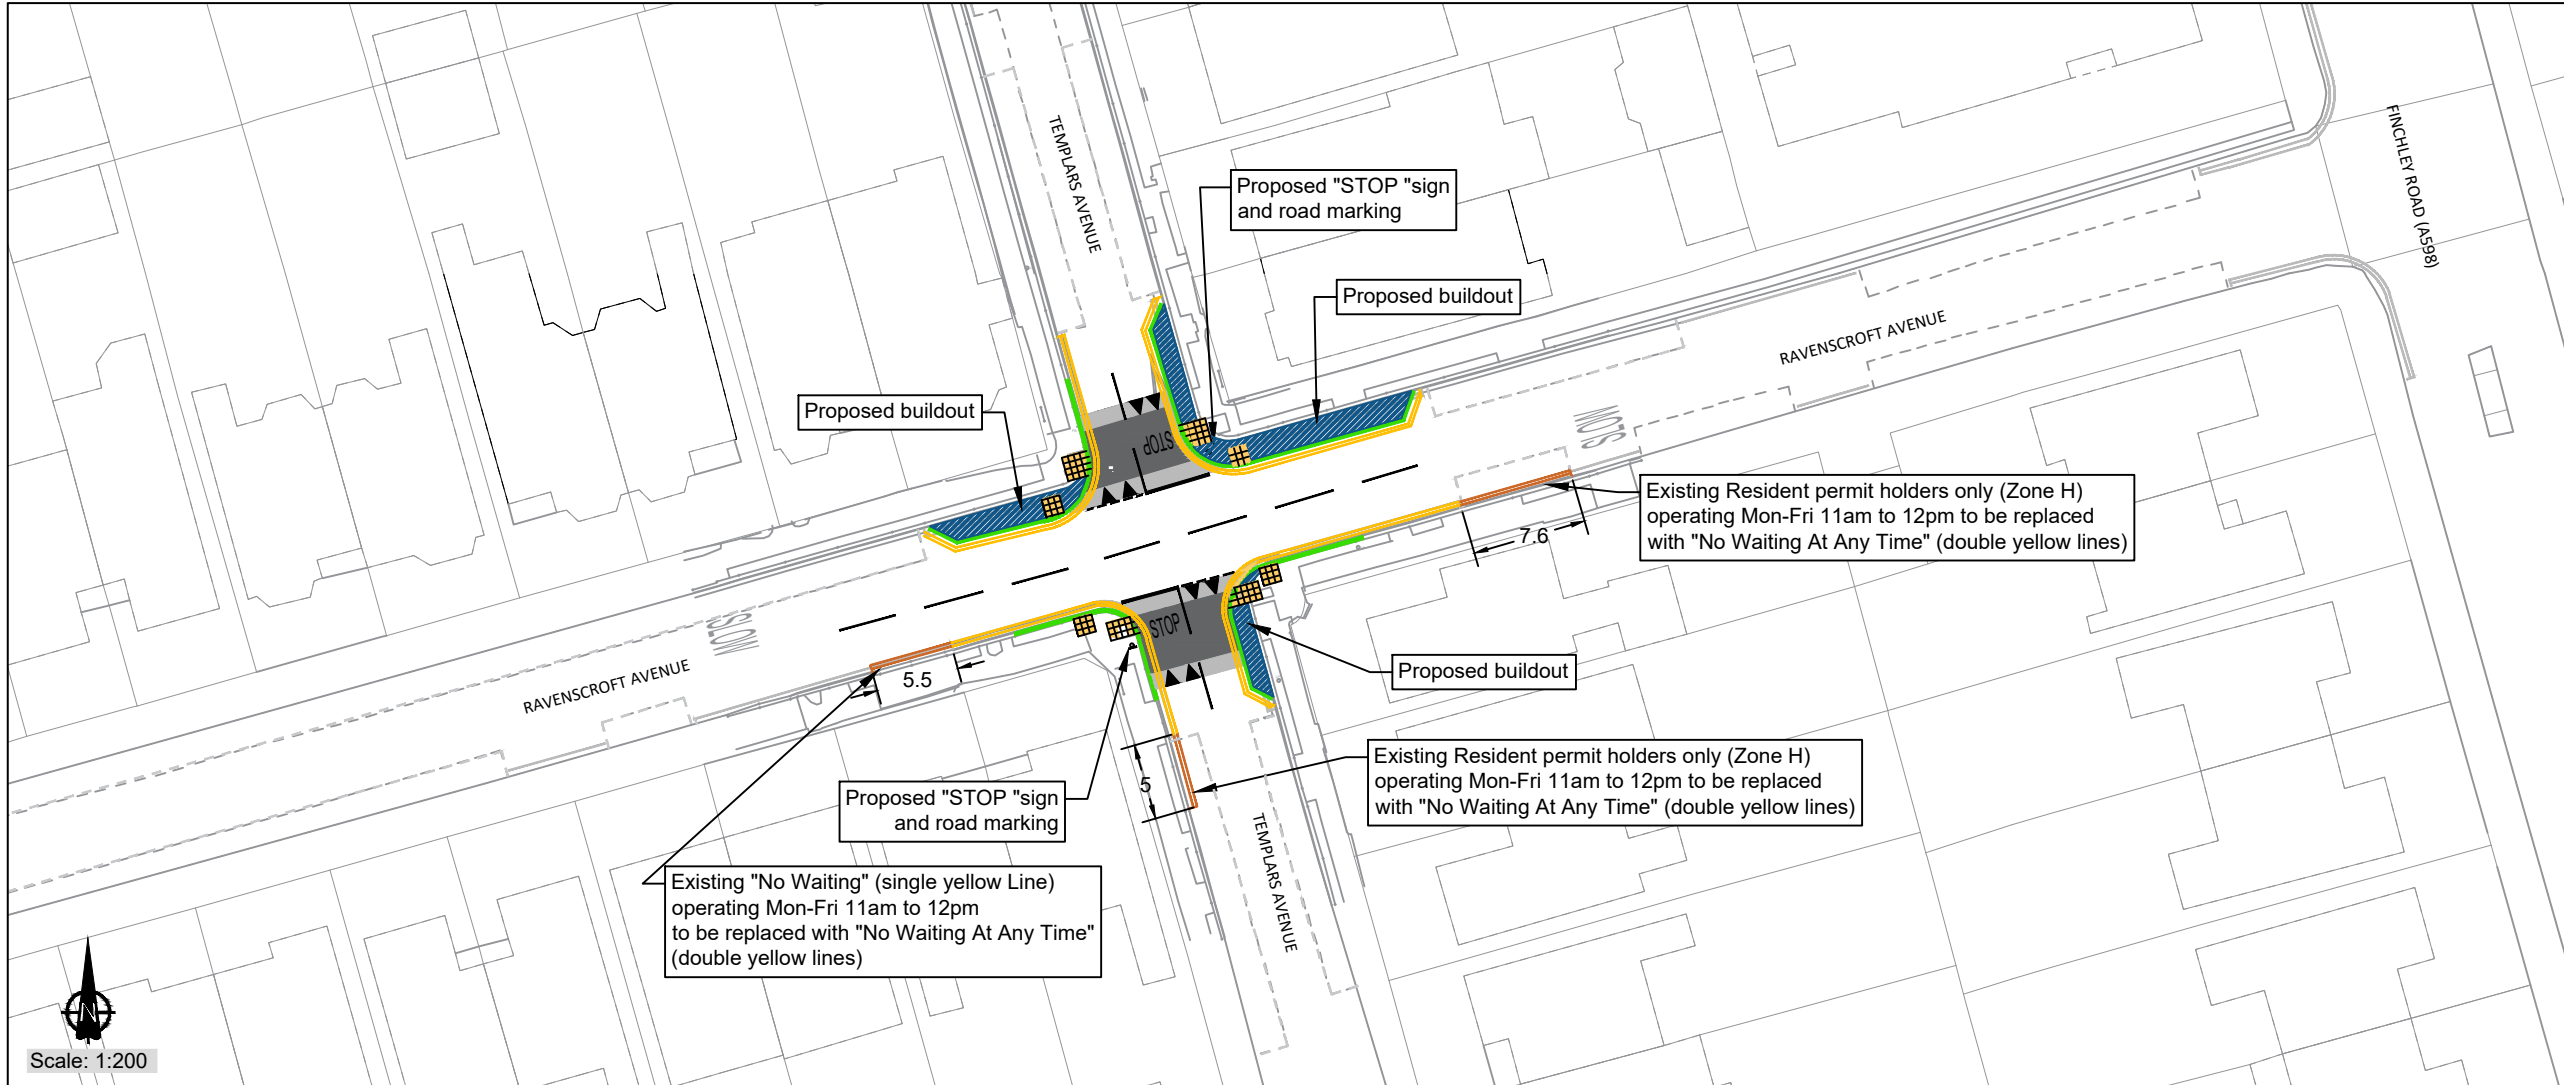 TEMPLARS AVENUE
FINCHLEY ROAD (A598)
Proposed "STOP "sign
and road marking
Proposed buildout
RAVENSCROFT AVENUE
Proposed buildout
SLOW
STOP
Existing Resident permit holders only (Zone H)
operating Mon-Fri 11am to 12pm to be replaced
with "No Waiting At Any Time" (double yellow lines)
7.6
STOP
SLOW
Proposed buildout
RAVENSCROFT AVENUE
5.5
Existing Resident permit holders only (Zone H)
operating Mon-Fri 11am to 12pm to be replaced
with "No Waiting At Any Time" (double yellow lines)
5
Proposed "STOP "sign
and road marking
TEMPLARS AVENUE
Existing "No Waiting" (single yellow Line)
operating Mon-Fri 11am to 12pm
to be replaced with "No Waiting At Any Time"
(double yellow lines)
N
Scale: 1:200